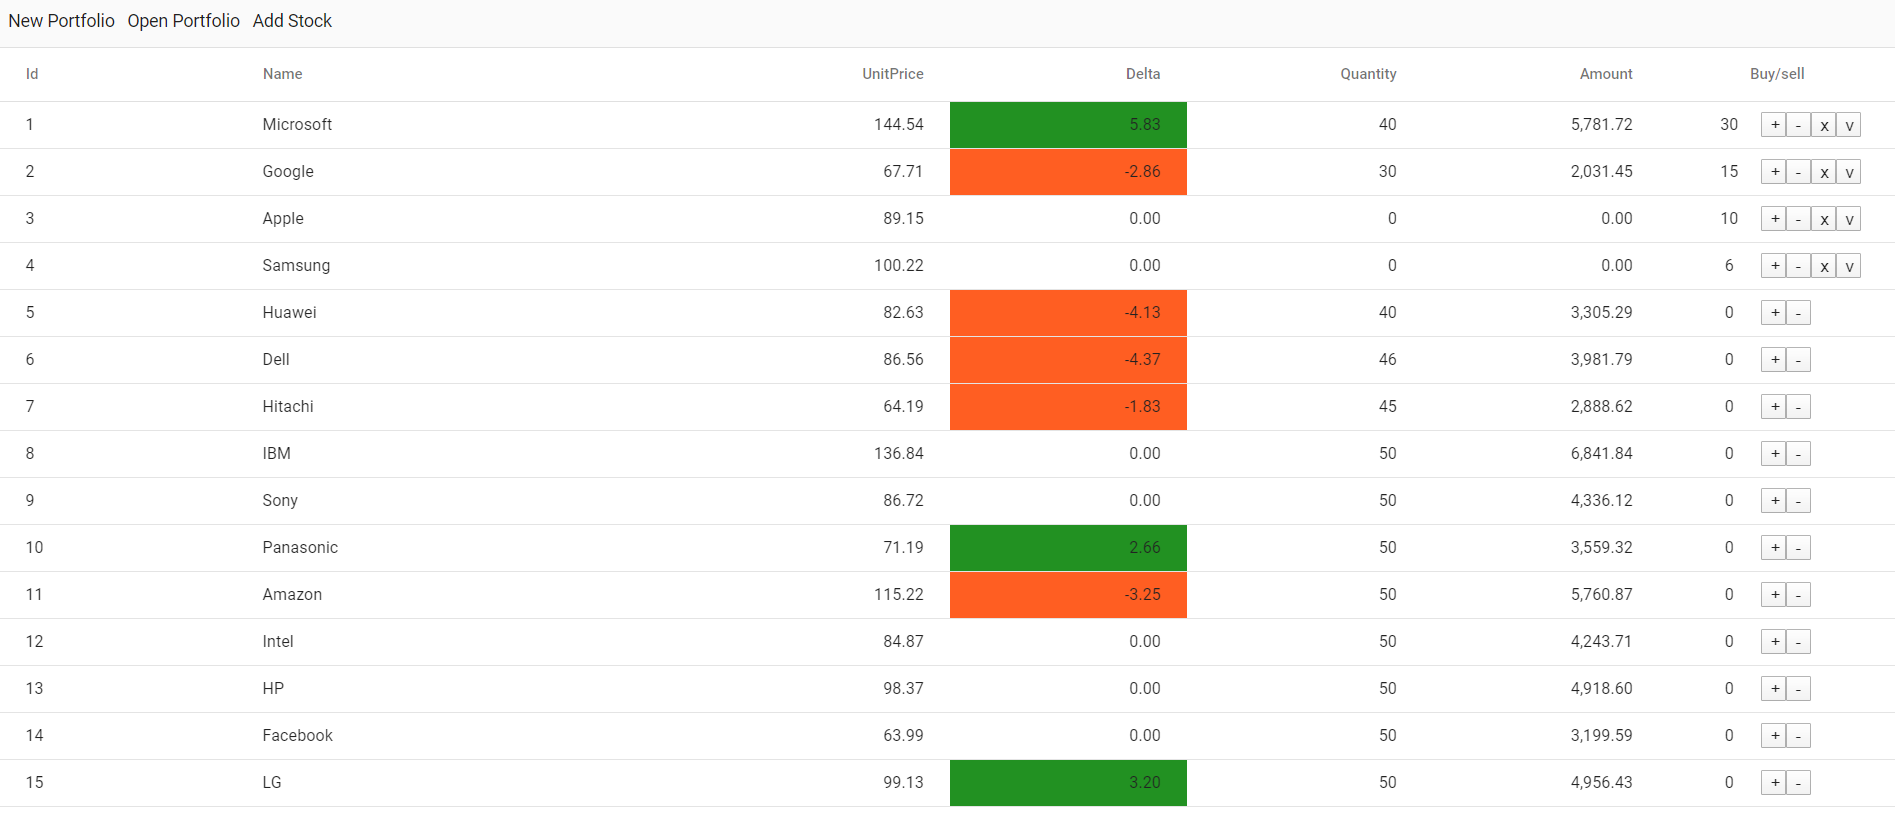 New Portfolio Open Portfolio Add Stock
Id Name UnitPrice Delta Quantity Amount Buy/sell
1 Microsoft 144.54 5.83 40 5,781.72 30 + - x v
2 Google 67.71 -2.86 30 2,031.45 15 + - x v
3 Apple 89.15 0.00 0 0.00 10 + - x v
4 Samsung 100.22 0.00 0 0.00 6 + - x v
5 Huawei 82.63 -4.13 40 3,305.29 0 + -
6 Dell 86.56 -4.37 46 3,981.79 0 + -
7 Hitachi 64.19 -1.83 45 2,888.62 0 + -
8 IBM 136.84 0.00 50 6,841.84 0 + -
9 Sony 86.72 0.00 50 4,336.12 0 + -
10 Panasonic 71.19 2.66 50 3,559.32 0 + -
11 Amazon 115.22 -3.25 50 5,760.87 0 + -
12 Intel 84.87 0.00 50 4,243.71 0 + -
13 HP 98.37 0.00 50 4,918.60 0 + -
14 Facebook 63.99 0.00 50 3,199.59 0 + -
15 LG 99.13 3.20 50 4,956.43 0 + -